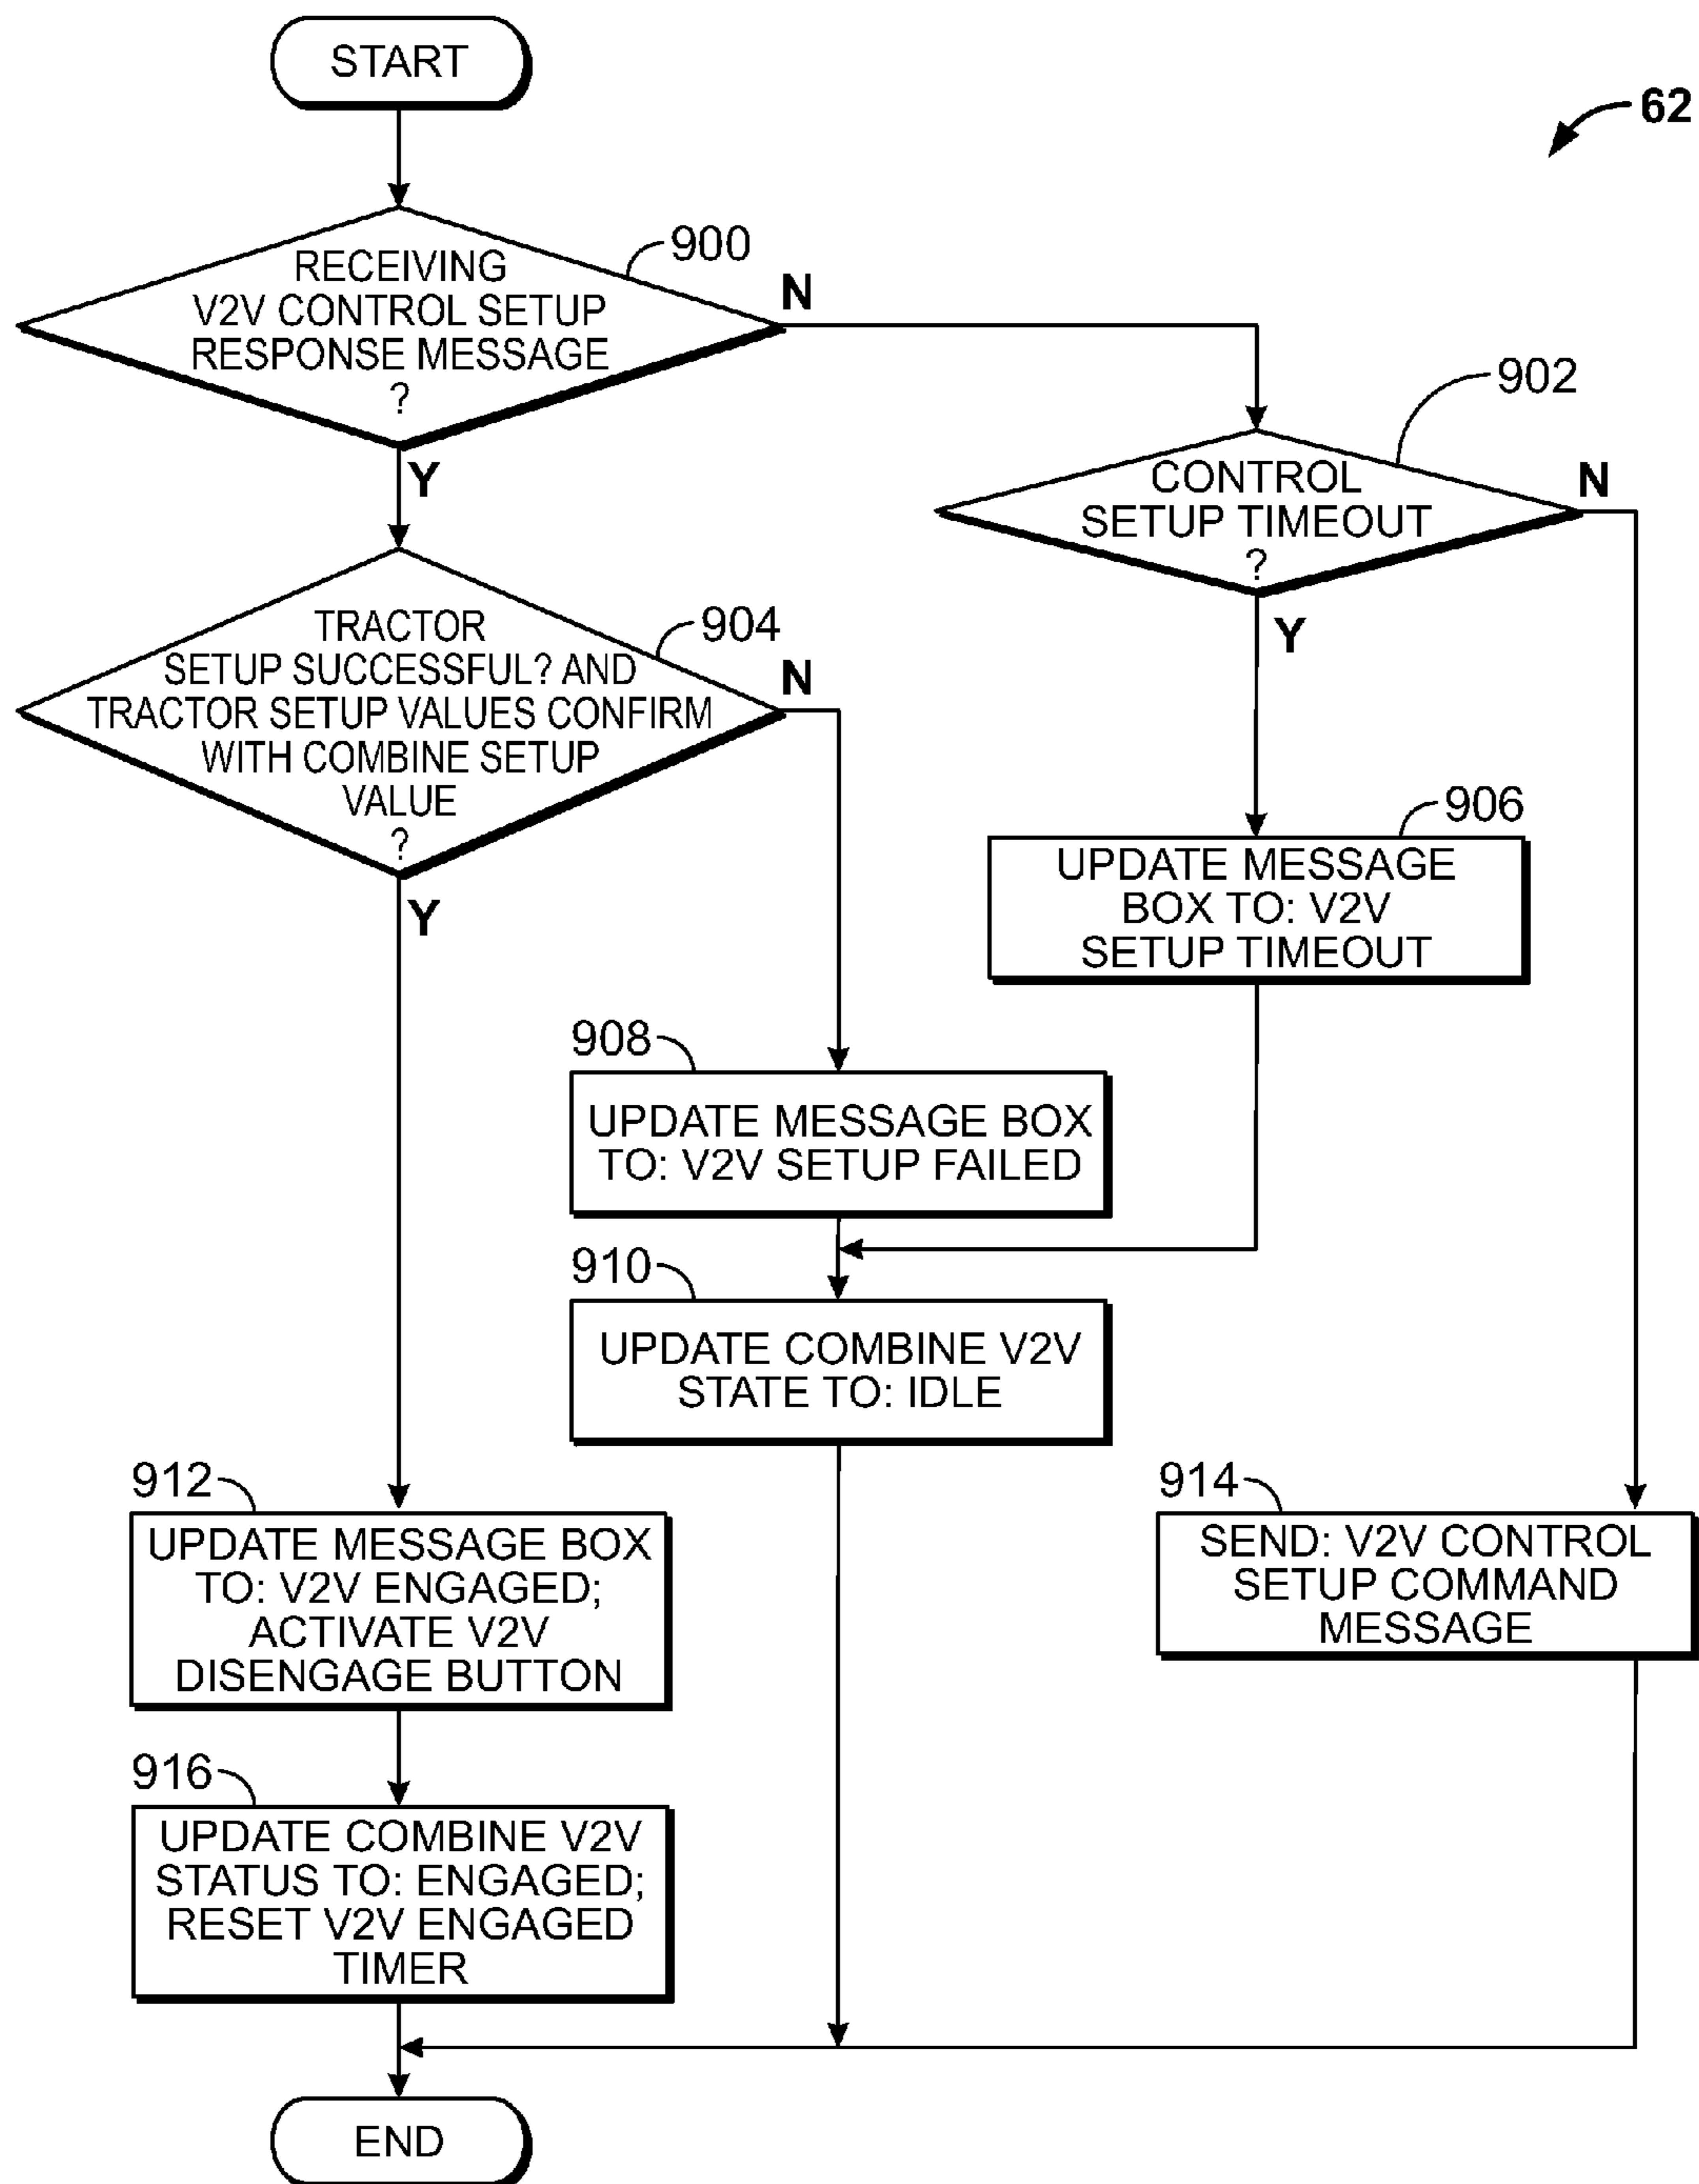 START
62
900
RECEIVING
V2V CONTROL SETUP
RESPONSE MESSAGE
?
N
Y
902
CONTROL
SETUP TIMEOUT
?
N
Y
904
TRACTOR
SETUP SUCCESSFUL? AND
TRACTOR SETUP VALUES CONFIRM
WITH COMBINE SETUP
VALUE
?
N
Y
906
UPDATE MESSAGE
BOX TO: V2V
SETUP TIMEOUT
908
UPDATE MESSAGE BOX
TO: V2V SETUP FAILED
910
UPDATE COMBINE V2V
STATE TO: IDLE
912
UPDATE MESSAGE BOX
TO: V2V ENGAGED;
ACTIVATE V2V
DISENGAGE BUTTON
914
SEND: V2V CONTROL
SETUP COMMAND
MESSAGE
916
UPDATE COMBINE V2V
STATUS TO: ENGAGED;
RESET V2V ENGAGED
TIMER
END